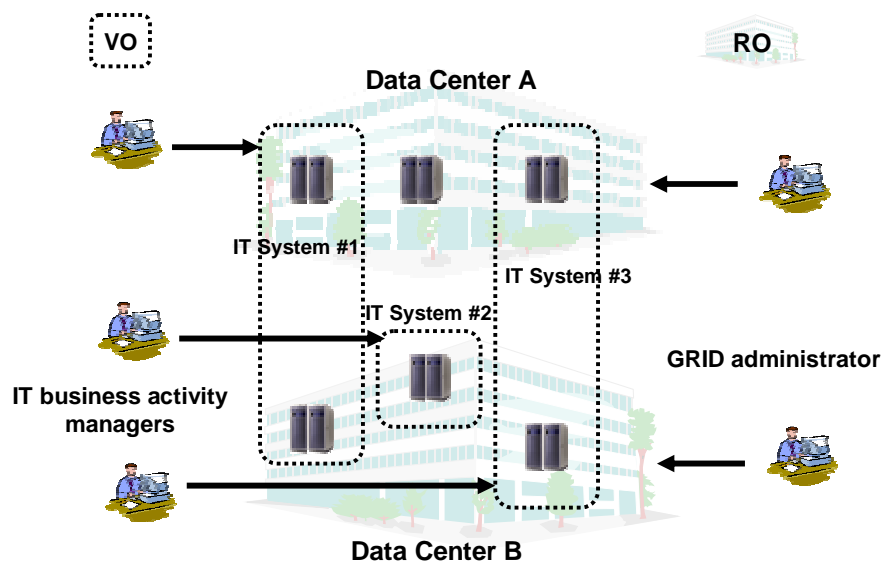 VO
RO
Data Center A
IT System #1
IT System #3
IT System #2
GRID administrator
IT business activity
managers
Data Center B